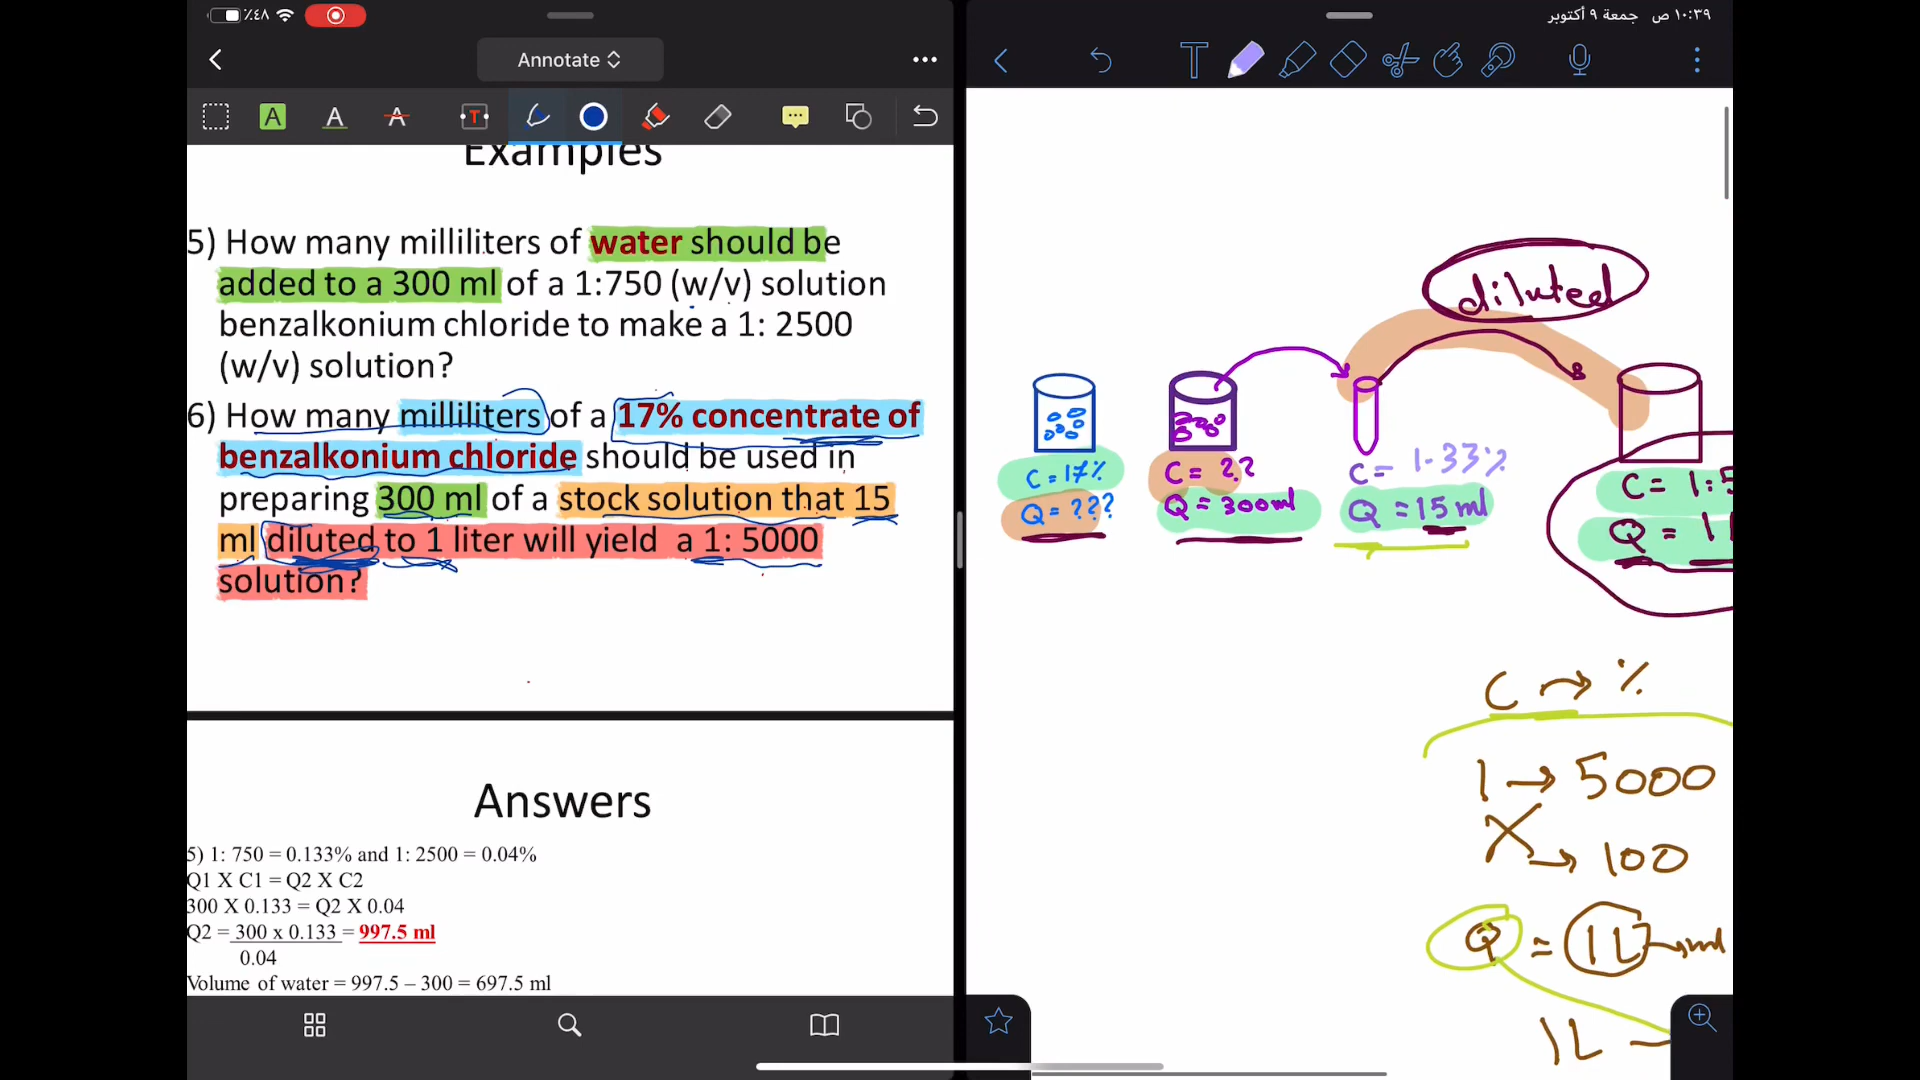 ٪٤٨
١٠:٣٩ ص جمعة ٩ أكتوبر
Annotate
Examples
5) How many milliliters of water should be
added to a 300 ml of a 1:750 (w/v) solution
benzalkonium chloride to make a 1: 2500
(w/v) solution?
6) How many milliliters of a 17% concentrate of
benzalkonium chloride should be used in
preparing 300 ml of a stock solution that 15
ml diluted to 1 liter will yield a 1: 5000
solution?
Answers
5) 1: 750 = 0.133% and 1: 2500 = 0.04%
Q1 X C1 = Q2 X C2
300 X 0.133 = Q2 X 0.04
Q2 = 300 x 0.133 = 997.5 ml
0.04
Volume of water = 997.5 – 300 = 697.5 ml
diluted
C = 17%
Q = ???
C = ??
Q = 300ml
C = 1.33%
Q = 15 ml
C = 1:5
Q = 1
C → %
1 → 5000
X → 100
Q = 1L → ml
1L